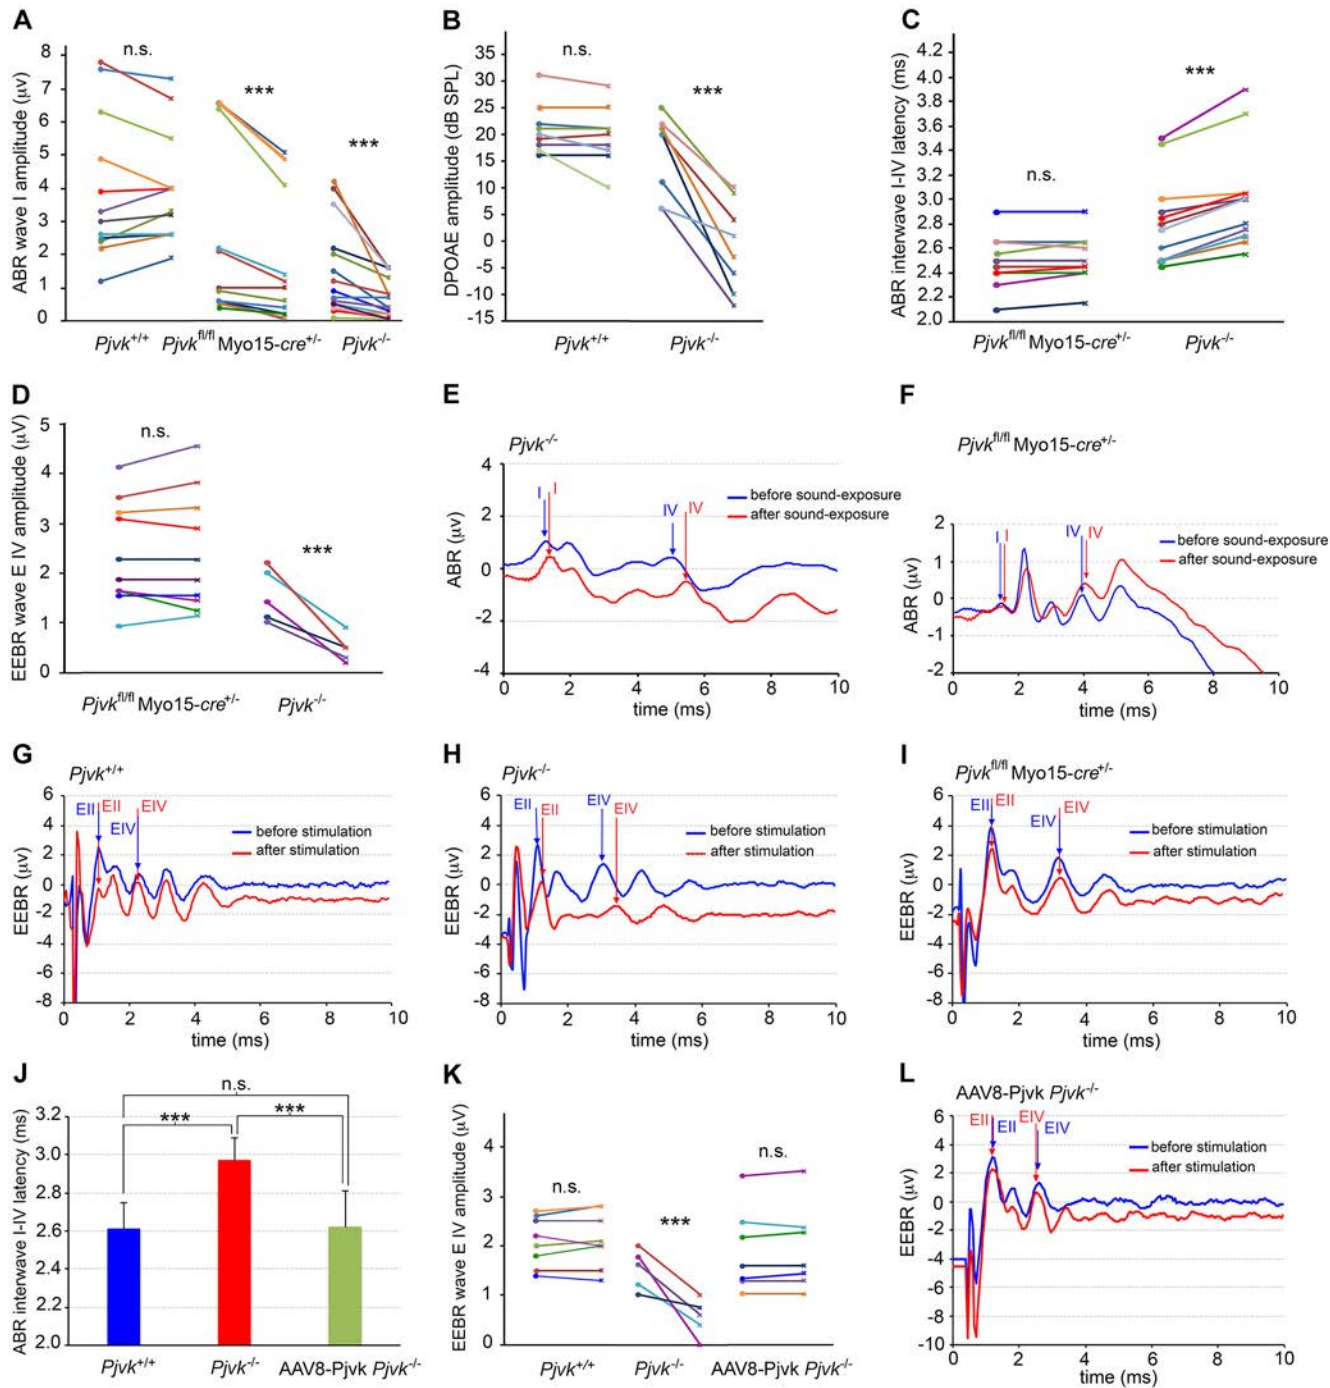 A
ABR wave I amplitude (μv)
8
7
6
5
4
3
2
1
0
n.s.
***
***
Pjvk+/+
Pjvkfl/fl Myo15-cre+/-
Pjvk-/-
B
DPOAE amplitude (dB SPL)
35
30
25
20
15
10
5
0
-5
-10
-15
n.s.
***
Pjvk+/+
Pjvk-/-
C
ABR interwave I-IV latency (ms)
4.2
4.0
3.8
3.6
3.4
3.2
3.0
2.8
2.6
2.4
2.2
2.0
n.s.
***
Pjvkfl/fl Myo15-cre+/-
Pjvk-/-
D
EEBR wave E IV amplitude (μV)
5
4
3
2
1
0
n.s.
***
Pjvkfl/fl Myo15-cre+/-
Pjvk-/-
E
Pjvk-/-
ABR (μv)
4
2
0
-2
-4
I
I
IV
IV
before sound-exposure
after sound-exposure
0
2
4
6
8
10
time (ms)
F
Pjvkfl/fl Myo15-cre+/-
ABR (μv)
2
1
0
-1
-2
I
I
IV
IV
before sound-exposure
after sound-exposure
0
2
4
6
8
10
time (ms)
G
Pjvk+/+
EEBR (μv)
6
4
2
0
-2
-4
-6
-8
EII
EII
EIV
EIV
before stimulation
after stimulation
0
2
4
6
8
10
time (ms)
H
Pjvk-/-
EEBR (μv)
6
4
2
0
-2
-4
-6
-8
EII
EII
EIV
EIV
before stimulation
after stimulation
0
2
4
6
8
10
time (ms)
I
Pjvkfl/fl Myo15-cre+/-
EEBR (μv)
6
4
2
0
-2
-4
-6
-8
EII
EII
EIV
EIV
before stimulation
after stimulation
0
2
4
6
8
10
time (ms)
J
ABR interwave I-IV latency (ms)
3.2
3.0
2.8
2.6
2.4
2.2
2.0
n.s.
***
***
Pjvk+/+
Pjvk-/-
AAV8-Pjvk Pjvk-/-
K
EEBR wave E IV amplitude (μV)
4
3
2
1
0
n.s.
***
n.s.
Pjvk+/+
Pjvk-/-
AAV8-Pjvk Pjvk-/-
L
AAV8-Pjvk Pjvk-/-
EEBR (μv)
6
4
2
0
-2
-4
-6
-8
-10
EII
EII
EIV
EIV
before stimulation
after stimulation
0
2
4
6
8
10
time (ms)